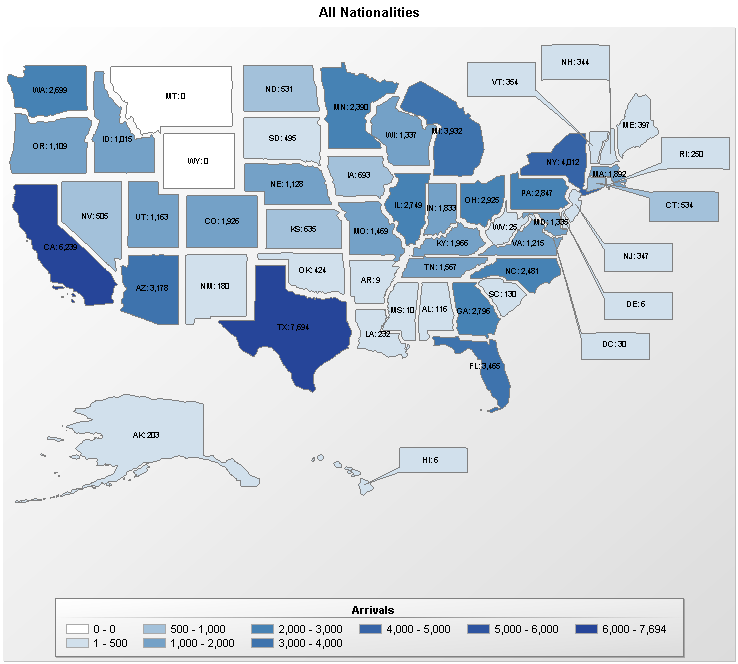 All Nationalities
NH: 344
VT: 354
WA: 2,699
MT: 0
ND: 531
MN: 2,390
WI: 1,337
MI: 3,932
ME: 397
OR: 1,109
ID: 1,015
SD: 495
NY: 4,012
RI: 250
WY: 0
MA: 1,892
IA: 693
NE: 1,128
PA: 2,847
CT: 534
NV: 505
UT: 1,163
CO: 1,926
IL: 2,749
IN: 1,833
OH: 2,925
KS: 635
MO: 1,469
WV: 25
MD: 1,335
CA: 6,239
KY: 1,966
VA: 1,215
NJ: 347
AZ: 3,178
NM: 180
OK: 424
AR: 9
TN: 1,567
NC: 2,481
MS: 10
AL: 116
GA: 2,796
SC: 130
DE: 6
TX: 7,694
LA: 232
DC: 30
FL: 3,465
AK: 203
HI: 6
Arrivals
0 - 0
500 - 1,000
2,000 - 3,000
4,000 - 5,000
5,000 - 6,000
6,000 - 7,694
1 - 500
1,000 - 2,000
3,000 - 4,000